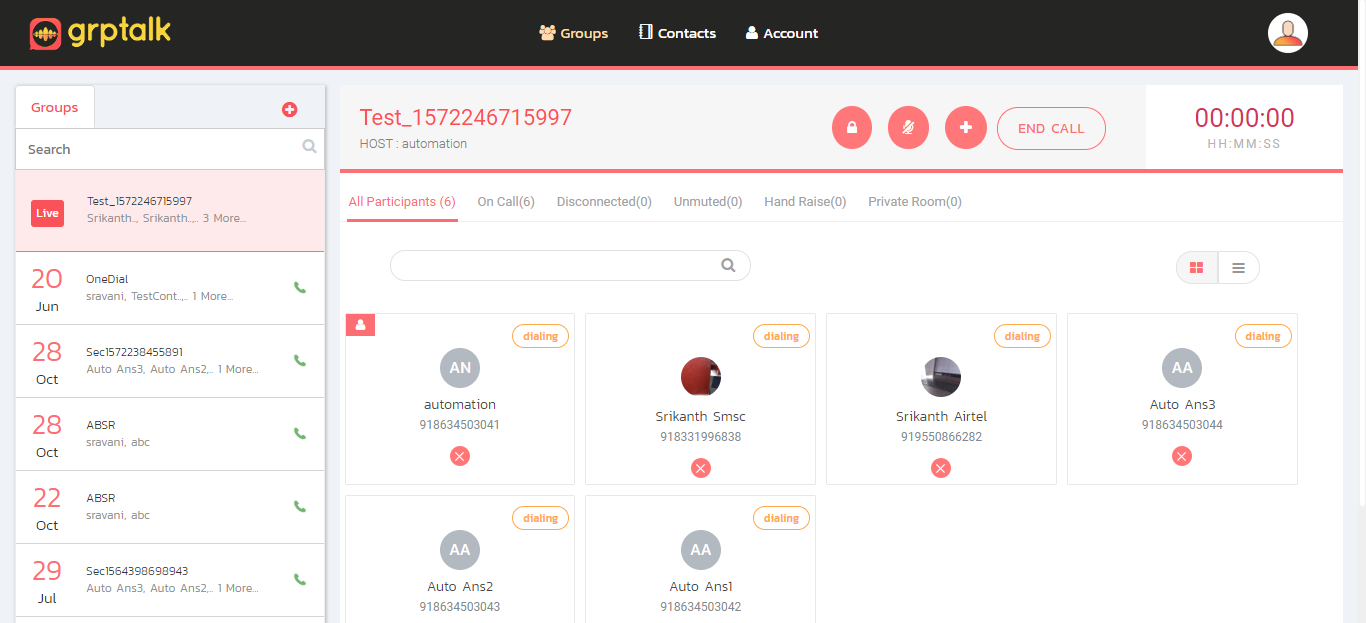 grptalk
Groups
Contacts
Account
Groups
Search
Live
Test_1572246715997
Srikanth.., Srikanth..,.. 3 More...
20
Jun
OneDial
sravani, TestCont..,.. 1 More...
28
Oct
Sec1572238455891
Auto Ans3, Auto Ans2,.. 1 More...
28
Oct
ABSR
sravani, abc
22
Oct
ABSR
sravani, abc
29
Jul
Sec1564398698943
Auto Ans3, Auto Ans2,.. 1 More...
Test_1572246715997
HOST : automation
END CALL
00:00:00
HH:MM:SS
All Participants (6)
On Call(6)
Disconnected(0)
Unmuted(0)
Hand Raise(0)
Private Room(0)
dialing
AN
automation
918634503041
dialing
Srikanth Smsc
918331996838
dialing
Srikanth Airtel
919550866282
dialing
AA
Auto Ans3
918634503044
dialing
AA
Auto Ans2
918634503043
dialing
AA
Auto Ans1
918634503042